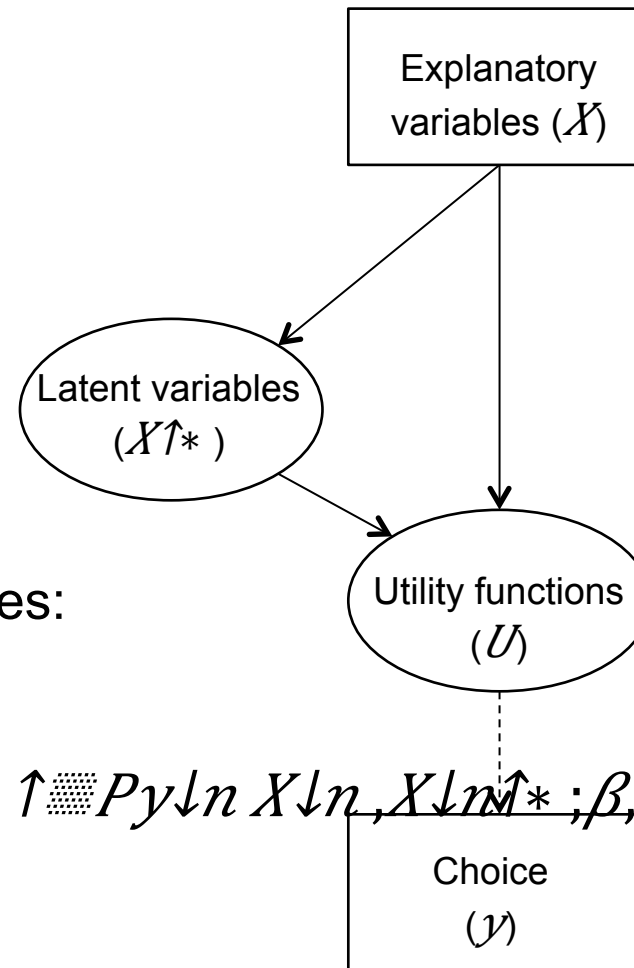 Explanatory
variables (X)
Latent variables
(X↑* )
es:
Utility functions
(U)
↑▒Py↓n X↓n ,X↓n↑* ;β,
Choice
(y)